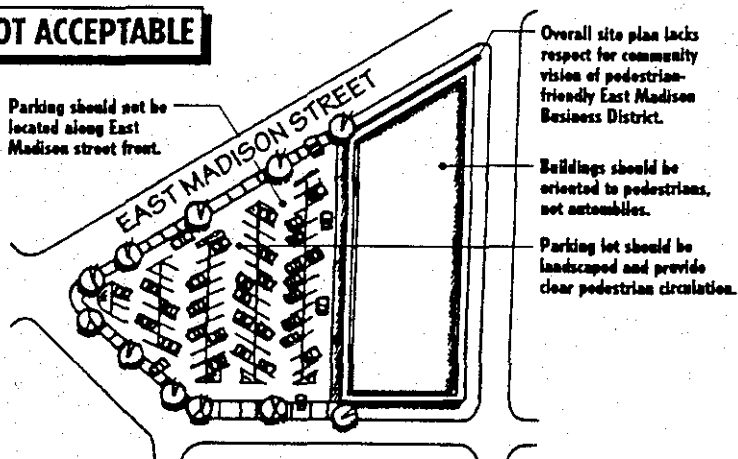 OT ACCEPTABLE
Parking should not be
located along East
Madison street front.
EAST MADISON STREET
Overall site plan lacks
respect for community
vision of pedestrian-
friendly East Madison
Business District.
Buildings should be
oriented to pedestrians,
not automobiles.
Parking lot should be
landscaped and provide
clear pedestrian circulation.